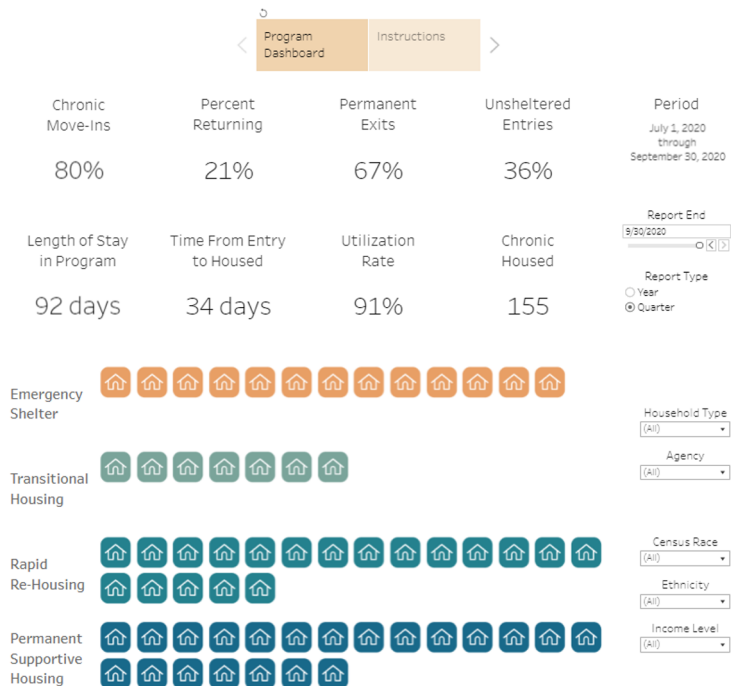 Program
Dashboard
Instructions
Chronic
Move-Ins
80%
Percent
Returning
21%
Permanent
Exits
67%
Unsheltered
Entries
36%
Period
July 1, 2020
through
September 30, 2020
Length of Stay
in Program
92 days
Time From Entry
to Housed
34 days
Utilization
Rate
91%
Chronic
Housed
155
Report End
9/30/2020
Report Type
Year
Quarter
Emergency
Shelter
Transitional
Housing
Rapid
Re-Housing
Permanent
Supportive
Housing
Household Type
(All)
Agency
(All)
Census Race
(All)
Ethnicity
(All)
Income Level
(All)